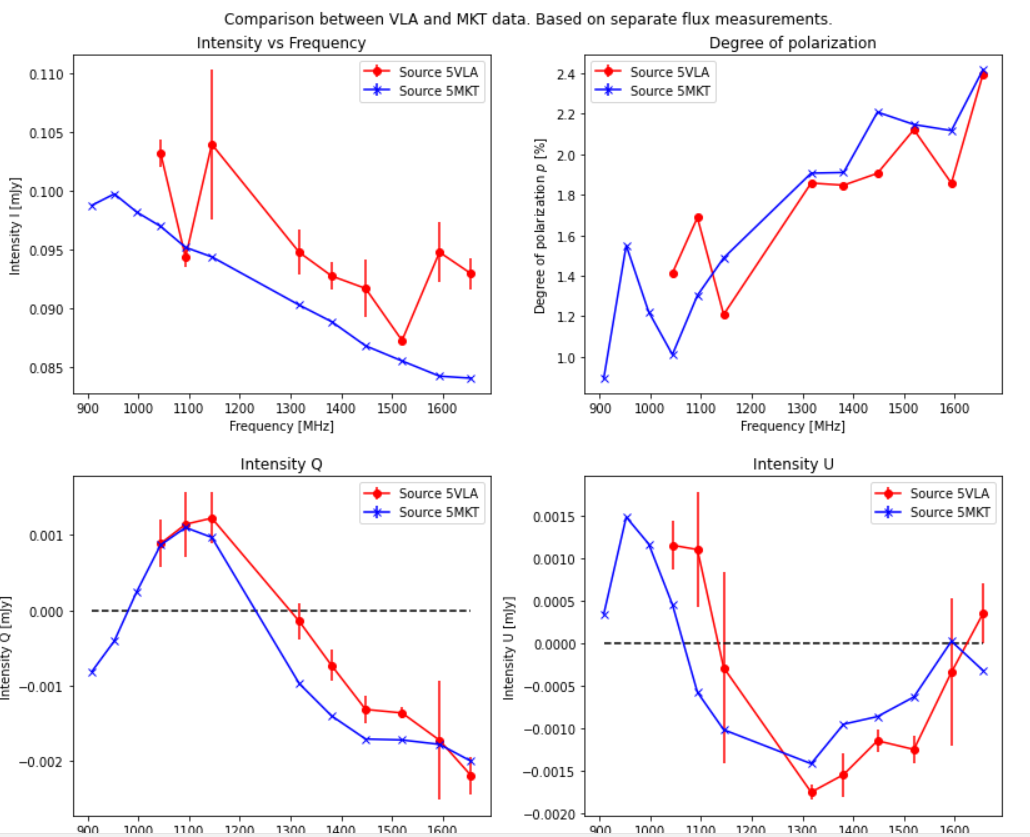 Comparison between VLA and MKT data. Based on separate flux measurements.
Intensity vs Frequency
Intensity I [mJy]
0.110
0.105
0.100
0.095
0.090
0.085
Source 5VLA
Source 5MKT
900 1000 1100 1200 1300 1400 1500 1600
Frequency [MHz]
Degree of polarization
Degree of polarization p [%]
2.4
2.2
2.0
1.8
1.6
1.4
1.2
1.0
Source 5VLA
Source 5MKT
900 1000 1100 1200 1300 1400 1500 1600
Frequency [MHz]
Intensity Q
Intensity Q [mJy]
0.001
0.000
−0.001
−0.002
Source 5VLA
Source 5MKT
900 1000 1100 1200 1300 1400 1500 1600
Intensity U
Intensity U [mJy]
0.0015
0.0010
0.0005
0.0000
−0.0005
−0.0010
−0.0015
−0.0020
Source 5VLA
Source 5MKT
900 1000 1100 1200 1300 1400 1500 1600